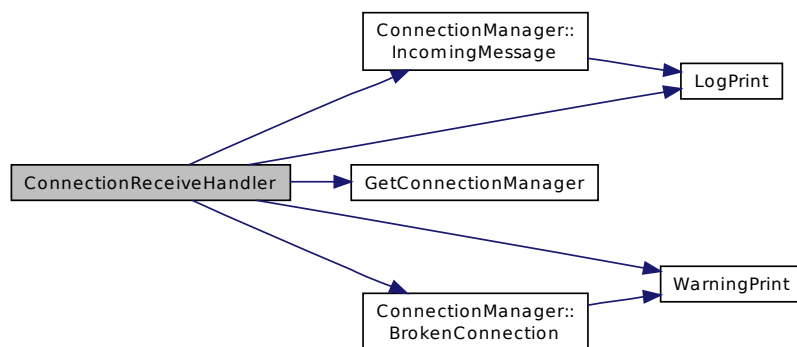 ConnectionManager::
IncomingMessage
LogPrint
ConnectionReceiveHandler
GetConnectionManager
WarningPrint
ConnectionManager::
BrokenConnection